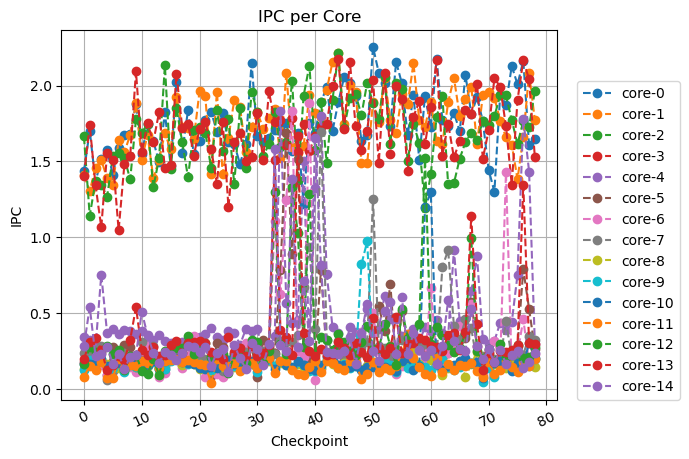 IPC per Core
IPC
2.0
1.5
1.0
0.5
0.0
0
10
20
30
40
50
60
70
80
Checkpoint
core-0
core-1
core-2
core-3
core-4
core-5
core-6
core-7
core-8
core-9
core-10
core-11
core-12
core-13
core-14